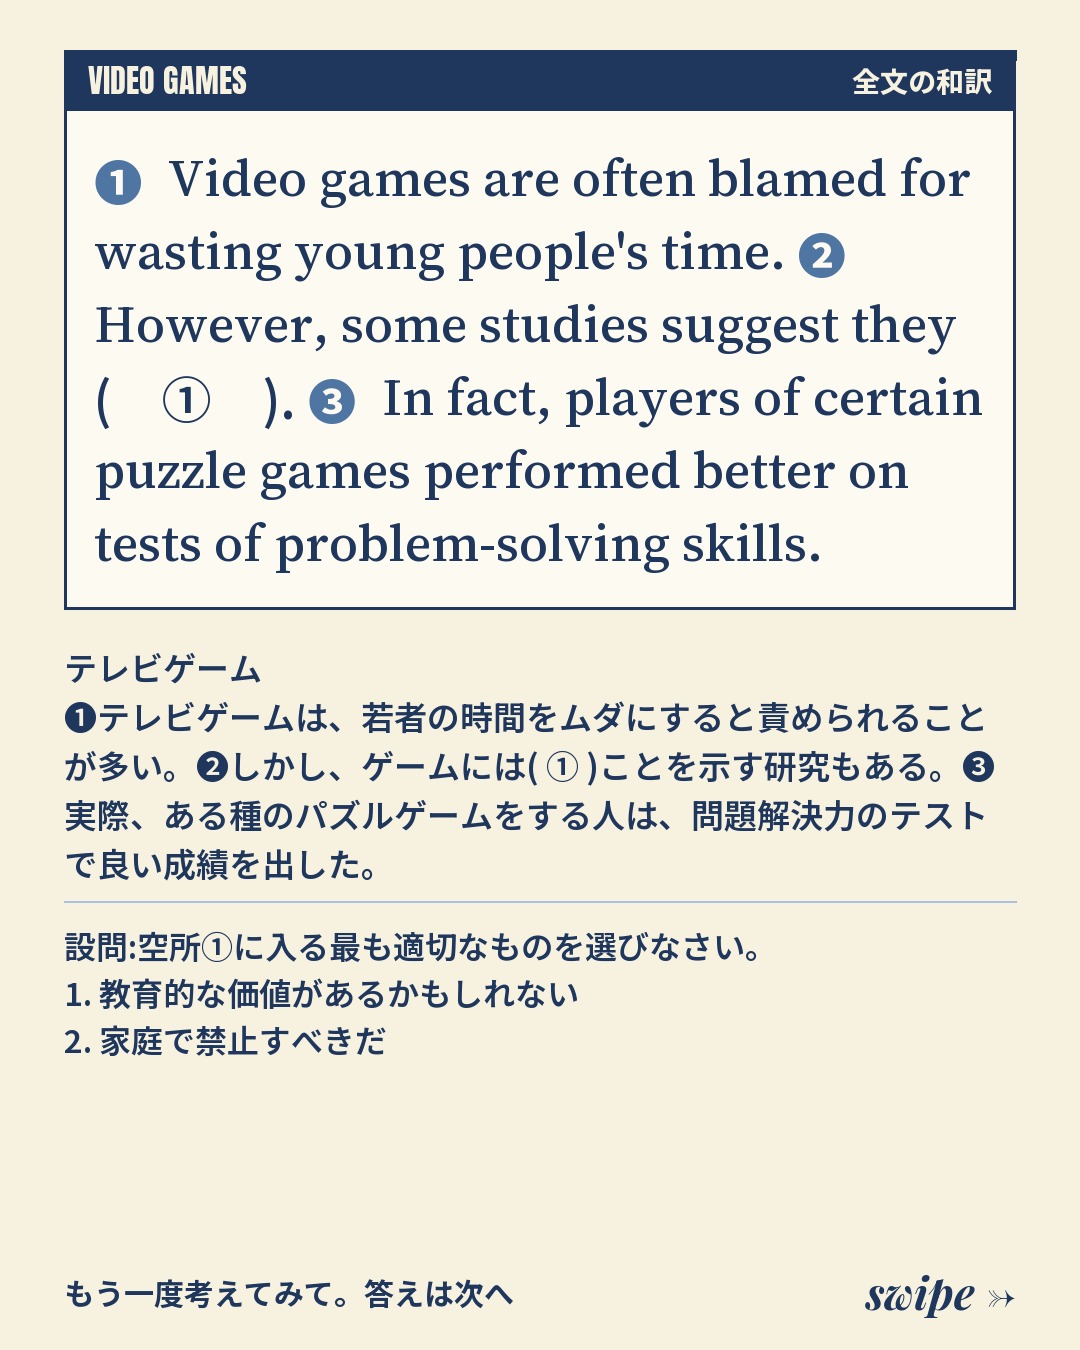 VIDEO GAMES
全文の和訳
❶ Video games are often blamed for
wasting young people's time. ❷
However, some studies suggest they
( ① ). ❸ In fact, players of certain
puzzle games performed better on
tests of problem-solving skills.
テレビゲーム
❶テレビゲームは、若者の時間をムダにすると責められること
が多い。❷しかし、ゲームには( ① )ことを示す研究もある。❸
実際、ある種のパズルゲームをする人は、問題解決力のテスト
で良い成績を出した。
設問:空所①に入る最も適切なものを選びなさい。
1. 教育的な価値があるかもしれない
2. 家庭で禁止すべきだ
もう一度考えてみて。答えは次へ
swipe